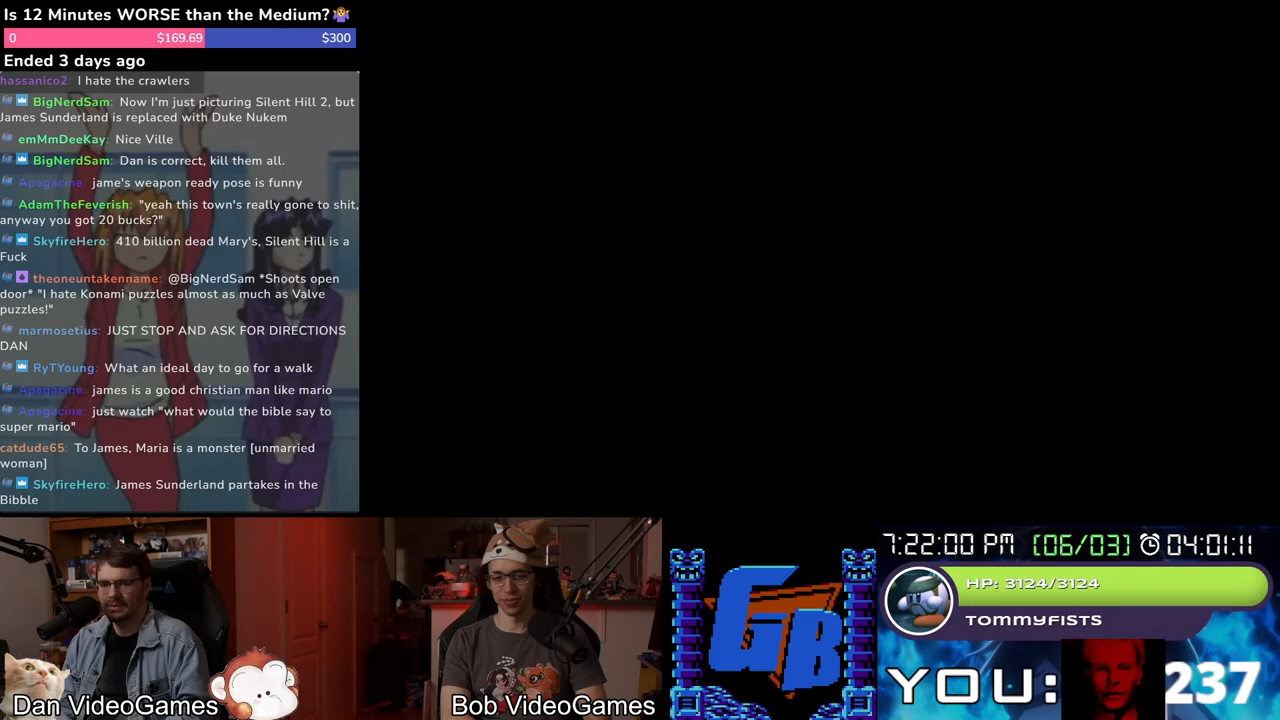 Is 12 Minutes WORSE than the Medium?🤷‍♀️
0 $169.69 $300
Ended 3 days ago
hassanico2: I hate the crawlers
BigNerdSam: Now I'm just picturing Silent Hill 2, but
James Sunderland is replaced with Duke Nukem
emMmDeeKay: Nice Ville
BigNerdSam: Dan is correct, kill them all.
Apegacine: jame's weapon ready pose is funny
AdamTheFeverish: "yeah this town's really gone to shit,
anyway you got 20 bucks?"
SkyfireHero: 410 billion dead Mary's, Silent Hill is a
Fuck
theoneuntakenname: @BigNerdSam *Shoots open
door* "I hate Konami puzzles almost as much as Valve
puzzles!"
marmosetius: JUST STOP AND ASK FOR DIRECTIONS
DAN
RyTYoung: What an ideal day to go for a walk
Apegacine: james is a good christian man like mario
Apegacine: just watch "what would the bible say to
super mario"
catdude65: To James, Maria is a monster [unmarried
woman]
SkyfireHero: James Sunderland partakes in the
Bibble
Dan VideoGames
Bob VideoGames
GB
7:22:00 PM [06/03] 04:01:11
HP: 3124/3124
TOMMYFISTS
YOU: 237